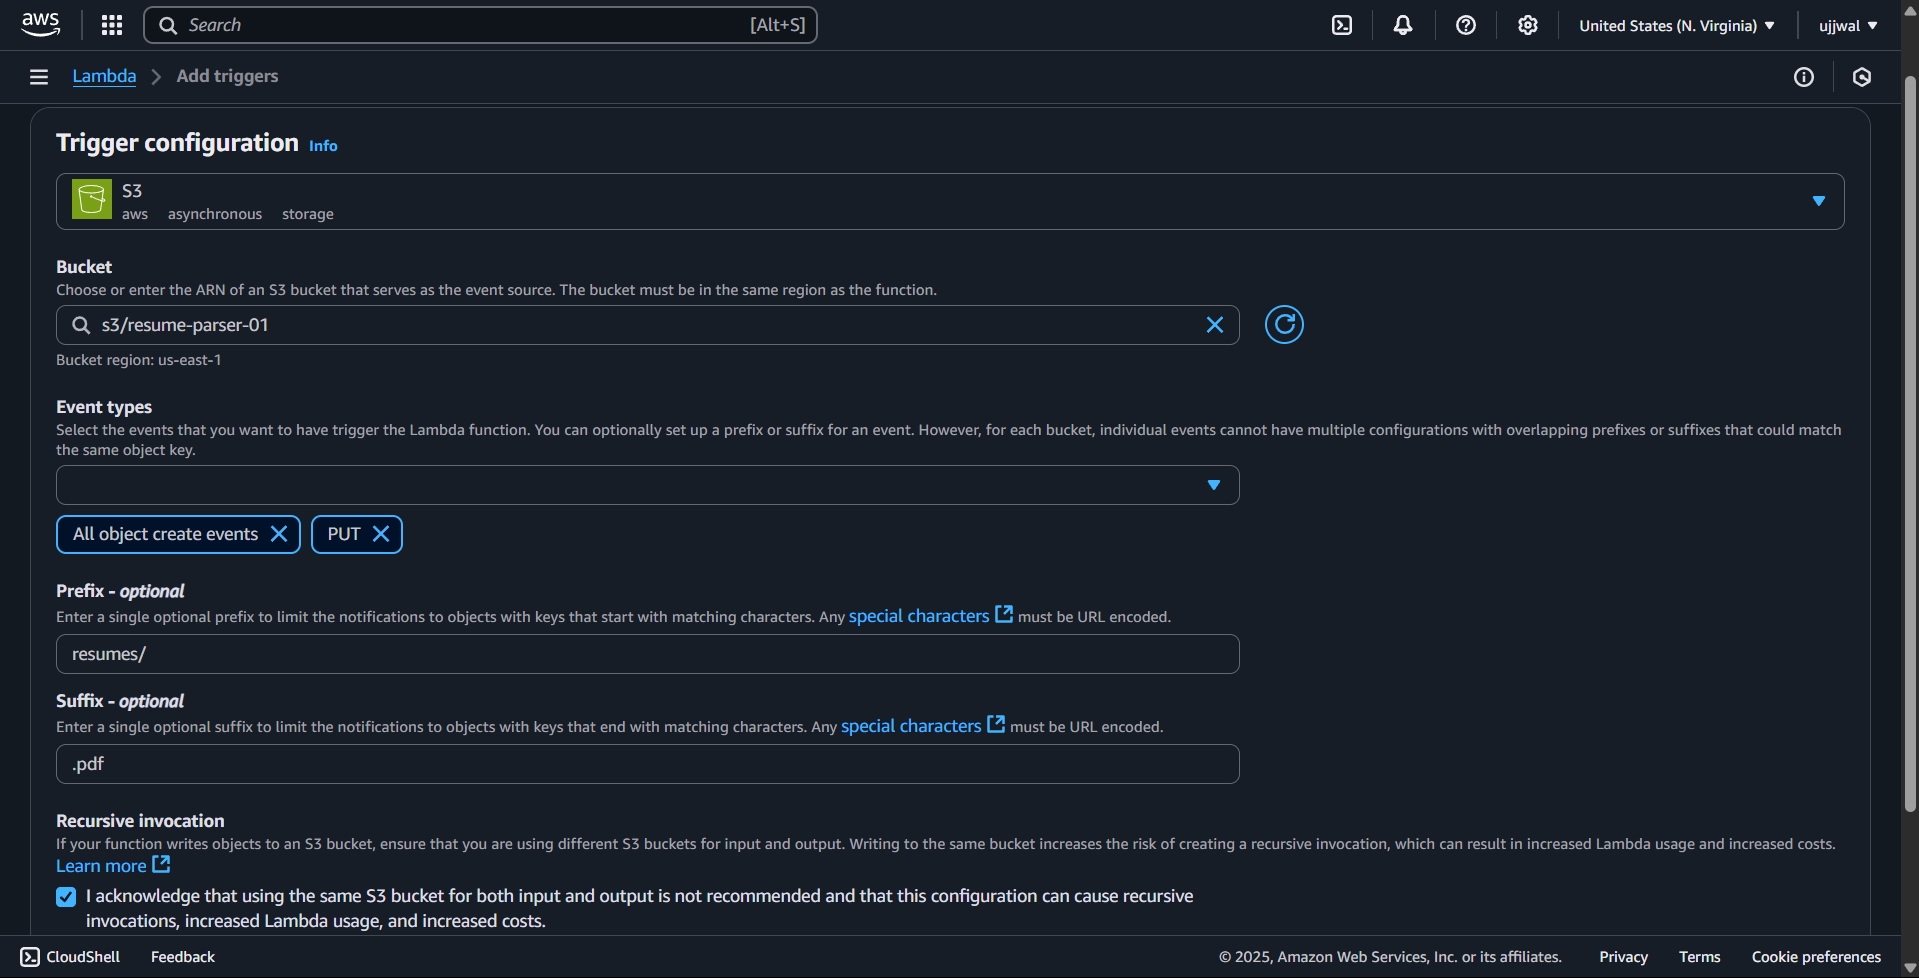 aws
Search [Alt+S]
United States (N. Virginia)
ujjwal
Lambda
Add triggers
Trigger configuration Info
S3
aws asynchronous storage
Bucket
Choose or enter the ARN of an S3 bucket that serves as the event source. The bucket must be in the same region as the function.
s3/resume-parser-01
Bucket region: us-east-1
Event types
Select the events that you want to have trigger the Lambda function. You can optionally set up a prefix or suffix for an event. However, for each bucket, individual events cannot have multiple configurations with overlapping prefixes or suffixes that could match
the same object key.
All object create events
PUT
Prefix - optional
Enter a single optional prefix to limit the notifications to objects with keys that start with matching characters. Any special characters must be URL encoded.
resumes/
Suffix - optional
Enter a single optional suffix to limit the notifications to objects with keys that end with matching characters. Any special characters must be URL encoded.
.pdf
Recursive invocation
If your function writes objects to an S3 bucket, ensure that you are using different S3 buckets for input and output. Writing to the same bucket increases the risk of creating a recursive invocation, which can result in increased Lambda usage and increased costs.
Learn more
I acknowledge that using the same S3 bucket for both input and output is not recommended and that this configuration can cause recursive
invocations, increased Lambda usage, and increased costs.
CloudShell
Feedback
© 2025, Amazon Web Services, Inc. or its affiliates.
Privacy
Terms
Cookie preferences